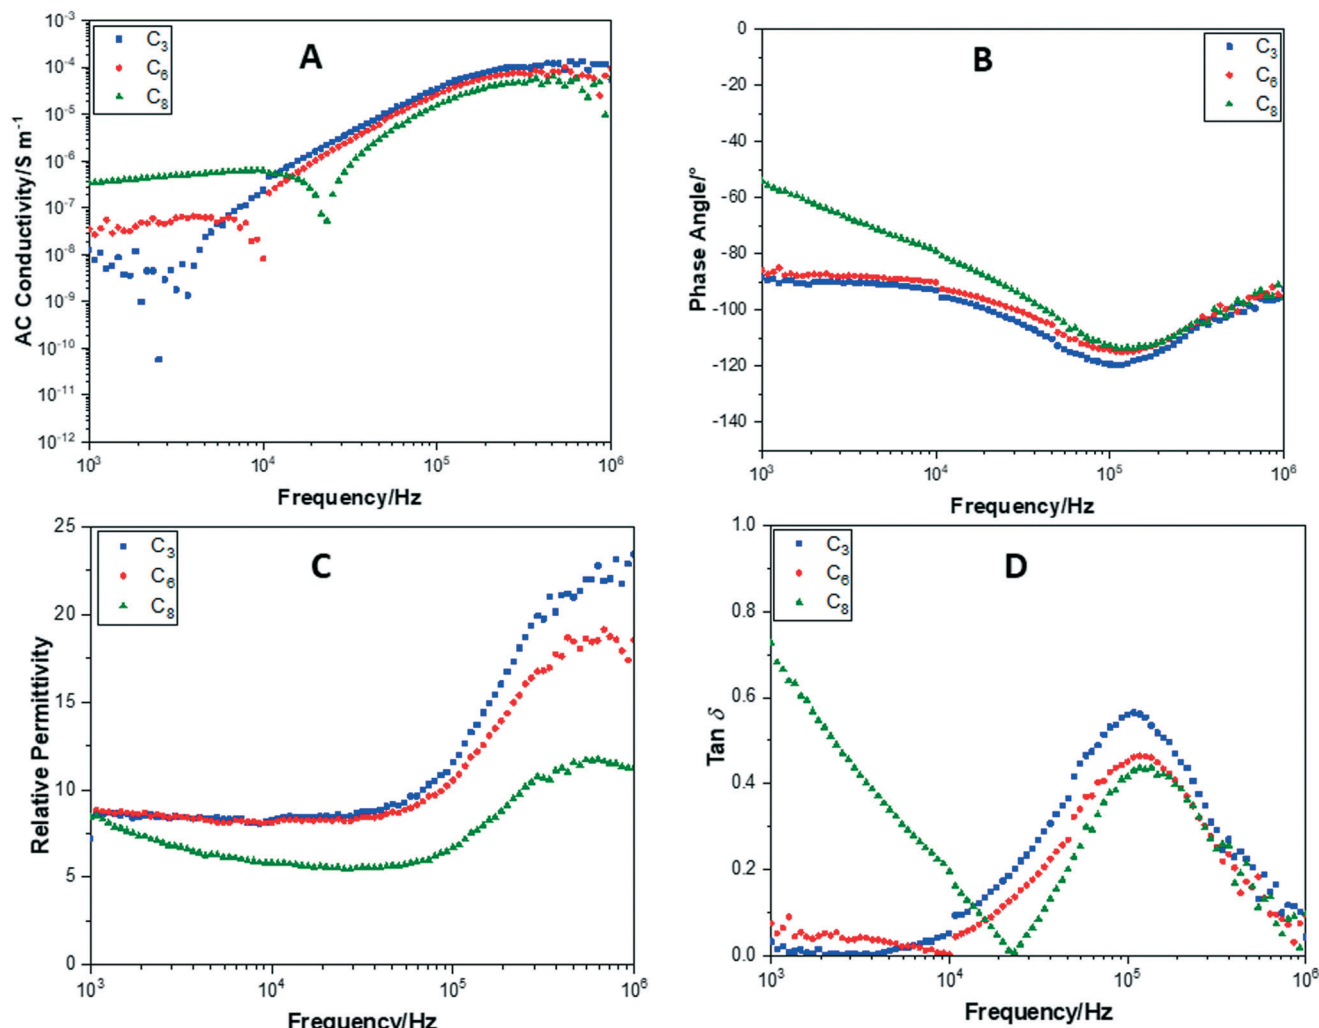 A
C3
C6
C8
10-3
10-4
10-5
10-6
10-7
10-8
10-9
10-10
10-11
10-12
AC Conductivity/S m-1
103 104 105 106
Frequency/Hz
B
C3
C6
C8
0
-20
-40
-60
-80
-100
-120
-140
Phase Angle/°
103 104 105 106
Frequency/Hz
C
C3
C6
C8
25
20
15
10
5
0
Relative Permittivity
103 104 105 106
Frequency/Hz
D
C3
C6
C8
1.0
0.8
0.6
0.4
0.2
0.0
Tan δ
103 104 105 106
Frequency/Hz